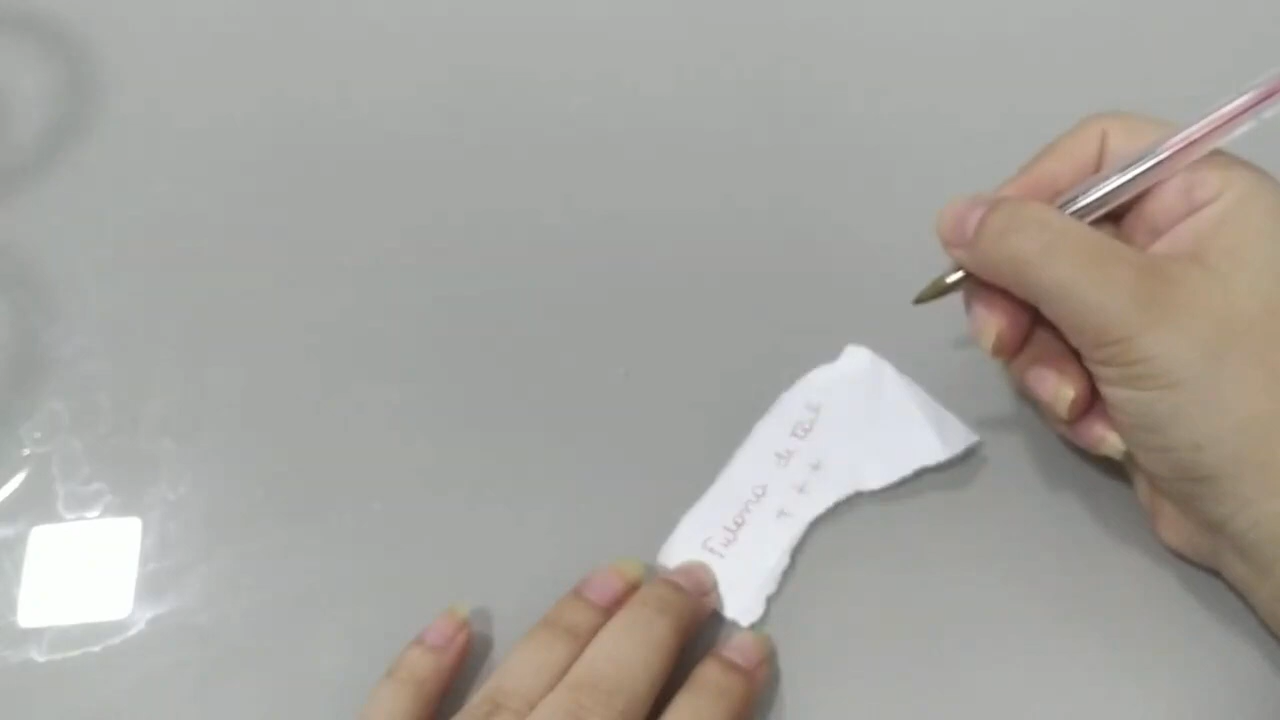 Fulana de tal
+ + +